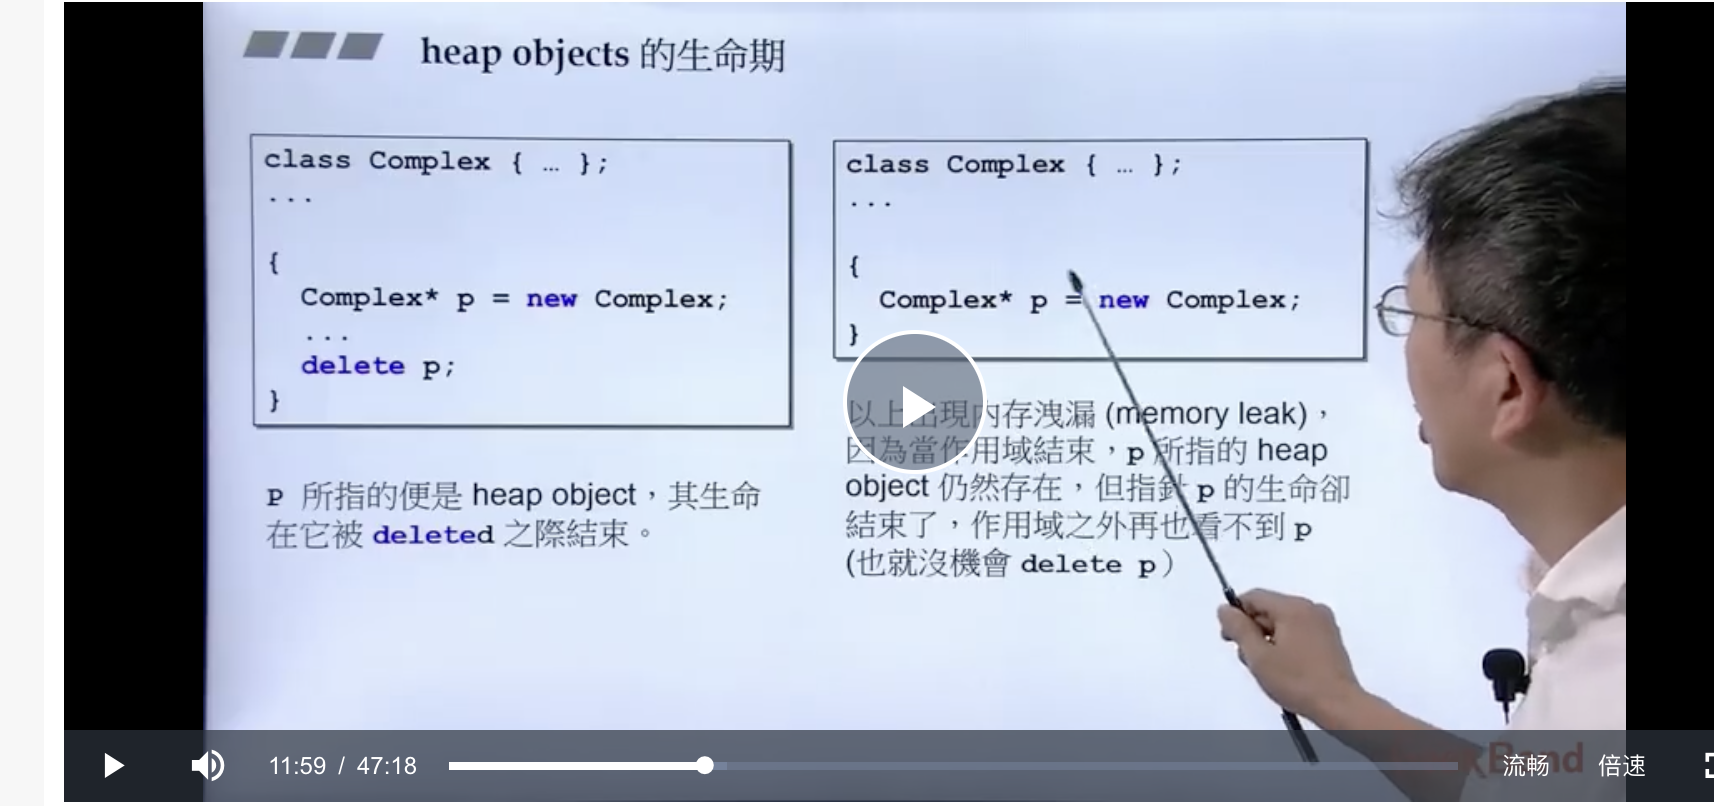 heap objects 的生命期
class Complex { … };
...
{
Complex* p = new Complex;
...
delete p;
}
P 所指的便是 heap object，其生命
在它被 deleted 之際結束。
class Complex { … };
...
{
Complex* p = new Complex;
}
以上出現內存洩漏 (memory leak)，
因為當作用域結束，p 所指的 heap
object 仍然存在，但指針 p 的生命卻
結束了，作用域之外再也看不到 p
(也就沒機會 delete p）
11:59 / 47:18
流畅
倍速